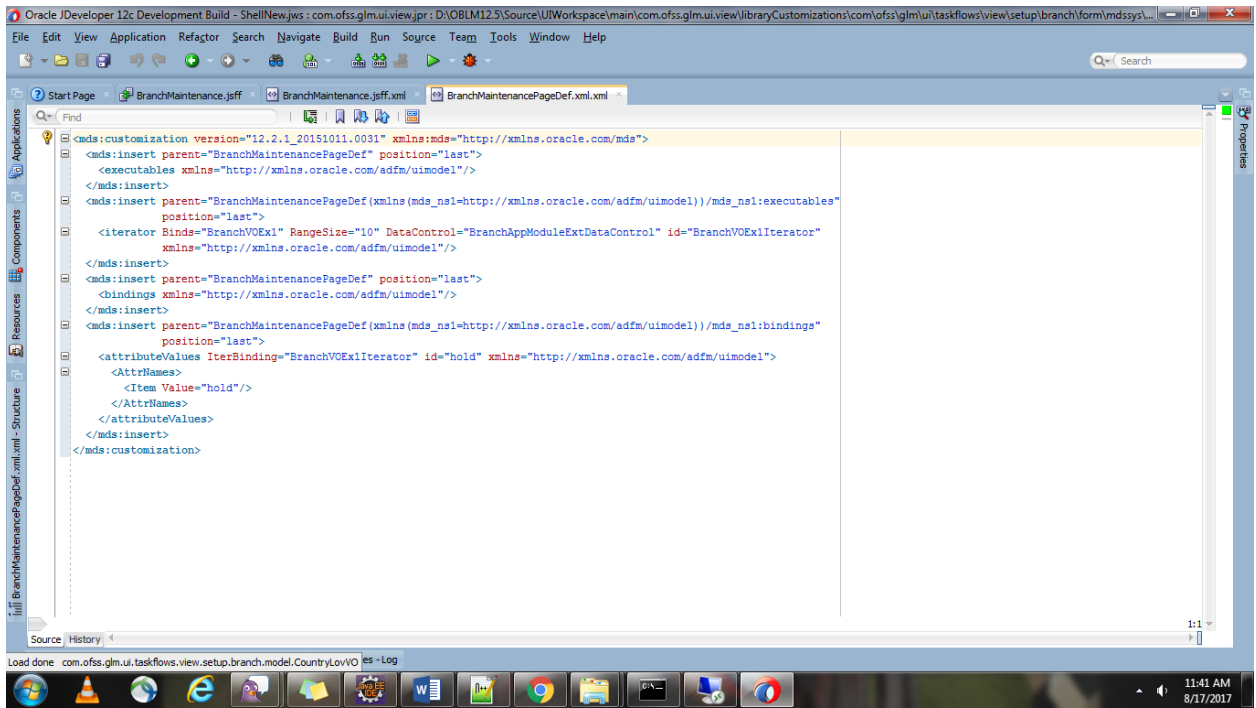 Oracle JDeveloper 12c Development Build - ShellNew.jws : com.ofss.glm.ui.view.jpr : D:\OBLM12.5\Source\UIWorkspace\main\com.ofss.glm.ui.view\libraryCustomizations\com\ofss\glm\ui\taskflows\view\setup\branch\form\mdssys\...
File Edit View Application Refactor Search Navigate Build Run Source Team Tools Window Help
Search
Start Page BranchMaintenance.jsff BranchMaintenance.jsff.xml BranchMaintenancePageDef.xml.xml
Find
<mds:customization version="12.2.1_20151011.0031" xmlns:mds="http://xmlns.oracle.com/mds">
<mds:insert parent="BranchMaintenancePageDef" position="last">
<executables xmlns="http://xmlns.oracle.com/adfm/uimodel"/>
</mds:insert>
<mds:insert parent="BranchMaintenancePageDef(xmlns(mds_ns1=http://xmlns.oracle.com/adfm/uimodel))/mds_ns1:executables"
position="last">
<iterator Binds="BranchVOEx1" RangeSize="10" DataControl="BranchAppModuleExtDataControl" id="BranchVOEx1Iterator"
xmlns="http://xmlns.oracle.com/adfm/uimodel"/>
</mds:insert>
<mds:insert parent="BranchMaintenancePageDef" position="last">
<bindings xmlns="http://xmlns.oracle.com/adfm/uimodel"/>
</mds:insert>
<mds:insert parent="BranchMaintenancePageDef(xmlns(mds_ns1=http://xmlns.oracle.com/adfm/uimodel))/mds_ns1:bindings"
position="last">
<attributeValues IterBinding="BranchVOEx1Iterator" id="hold" xmlns="http://xmlns.oracle.com/adfm/uimodel">
<AttrNames>
<Item Value="hold"/>
</AttrNames>
</attributeValues>
</mds:insert>
</mds:customization>
Applications
Components
Resources
BranchMaintenancePageDef.xml.xml - Structure
Properties
1:1
Source History
Load done com.ofss.glm.ui.taskflows.view.setup.branch.model.CountryLovVO es - Log
11:41 AM
8/17/2017